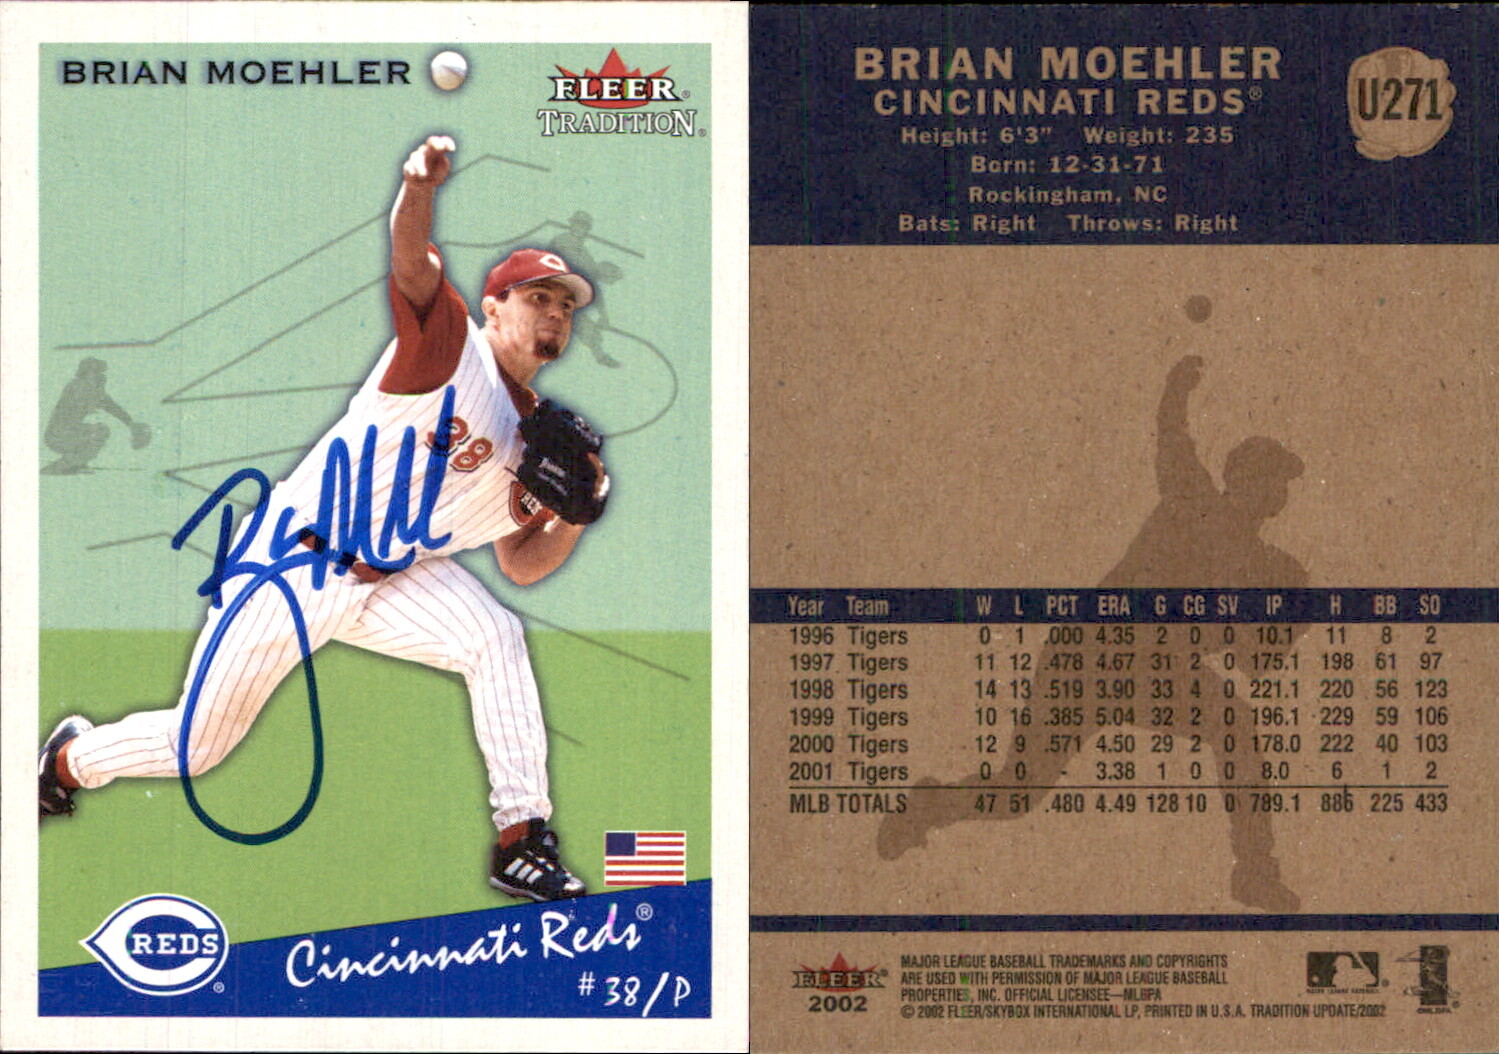 BRIAN MOEHLER
FLEER®
TRADITION®
38
REDS®
Cincinnati Reds®
#38/P
BRIAN MOEHLER
CINCINNATI REDS®
U271
Height: 6'3" Weight: 235
Born: 12-31-71
Rockingham, NC
Bats: Right Throws: Right
Year Team W L PCT ERA G CG SV IP H BB SO
1996 Tigers 0 1 .000 4.35 2 0 0 10.1 11 8 2
1997 Tigers 11 12 .478 4.67 31 2 0 175.1 198 61 97
1998 Tigers 14 13 .519 3.90 33 4 0 221.1 220 56 123
1999 Tigers 10 16 .385 5.04 32 2 0 196.1 229 59 106
2000 Tigers 12 9 .571 4.50 29 2 0 178.0 222 40 103
2001 Tigers 0 0 - 3.38 1 0 0 8.0 6 1 2
MLB TOTALS 47 51 .480 4.49 128 10 0 789.1 886 225 433
FLEER®
2002
MAJOR LEAGUE BASEBALL TRADEMARKS AND COPYRIGHTS
ARE USED WITH PERMISSION OF MAJOR LEAGUE BASEBALL
PROPERTIES, INC. OFFICIAL LICENSEE—MLBPA
© 2002 FLEER/SKYBOX INTERNATIONAL LP, PRINTED IN U.S.A. TRADITION UPDATE/2002